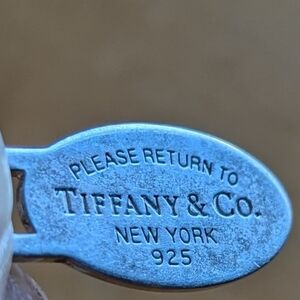 PLEASE RETURN TO
TIFFANY & CO.
NEW YORK
925